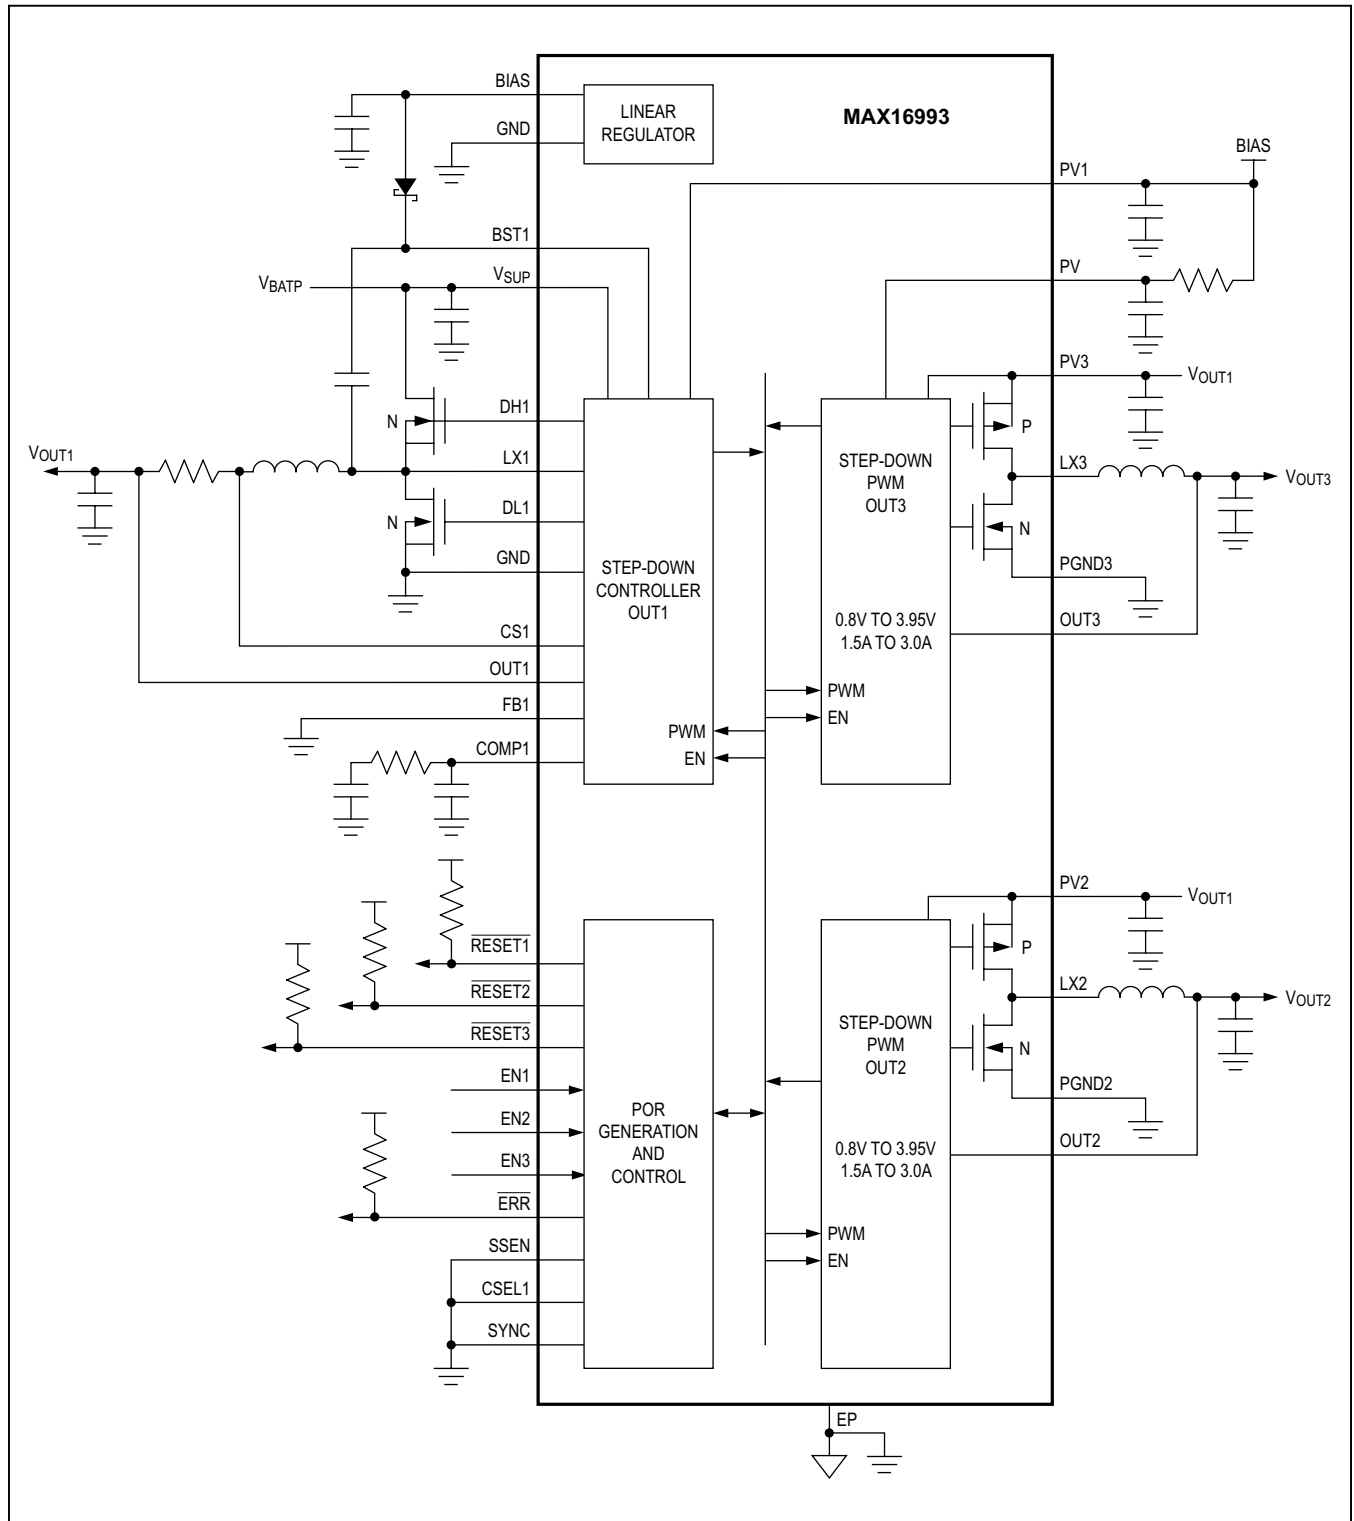 MAX16993
BIAS
GND
LINEAR
REGULATOR
BIAS
PV1
BST1
VSUP
VBATP
PV
PV3
VOUT1
DH1
N
P
VOUT1
LX1
DL1
N
GND
STEP-DOWN
CONTROLLER
OUT1
CS1
OUT1
FB1
COMP1
PWM
EN
STEP-DOWN
PWM
OUT3
LX3
VOUT3
N
PGND3
0.8V TO 3.95V
1.5A TO 3.0A
OUT3
PWM
EN
PV2
VOUT1
P
RESET1
RESET2
RESET3
EN1
EN2
EN3
ERR
SSEN
CSEL1
SYNC
POR
GENERATION
AND
CONTROL
STEP-DOWN
PWM
OUT2
LX2
VOUT2
N
PGND2
0.8V TO 3.95V
1.5A TO 3.0A
OUT2
PWM
EN
EP